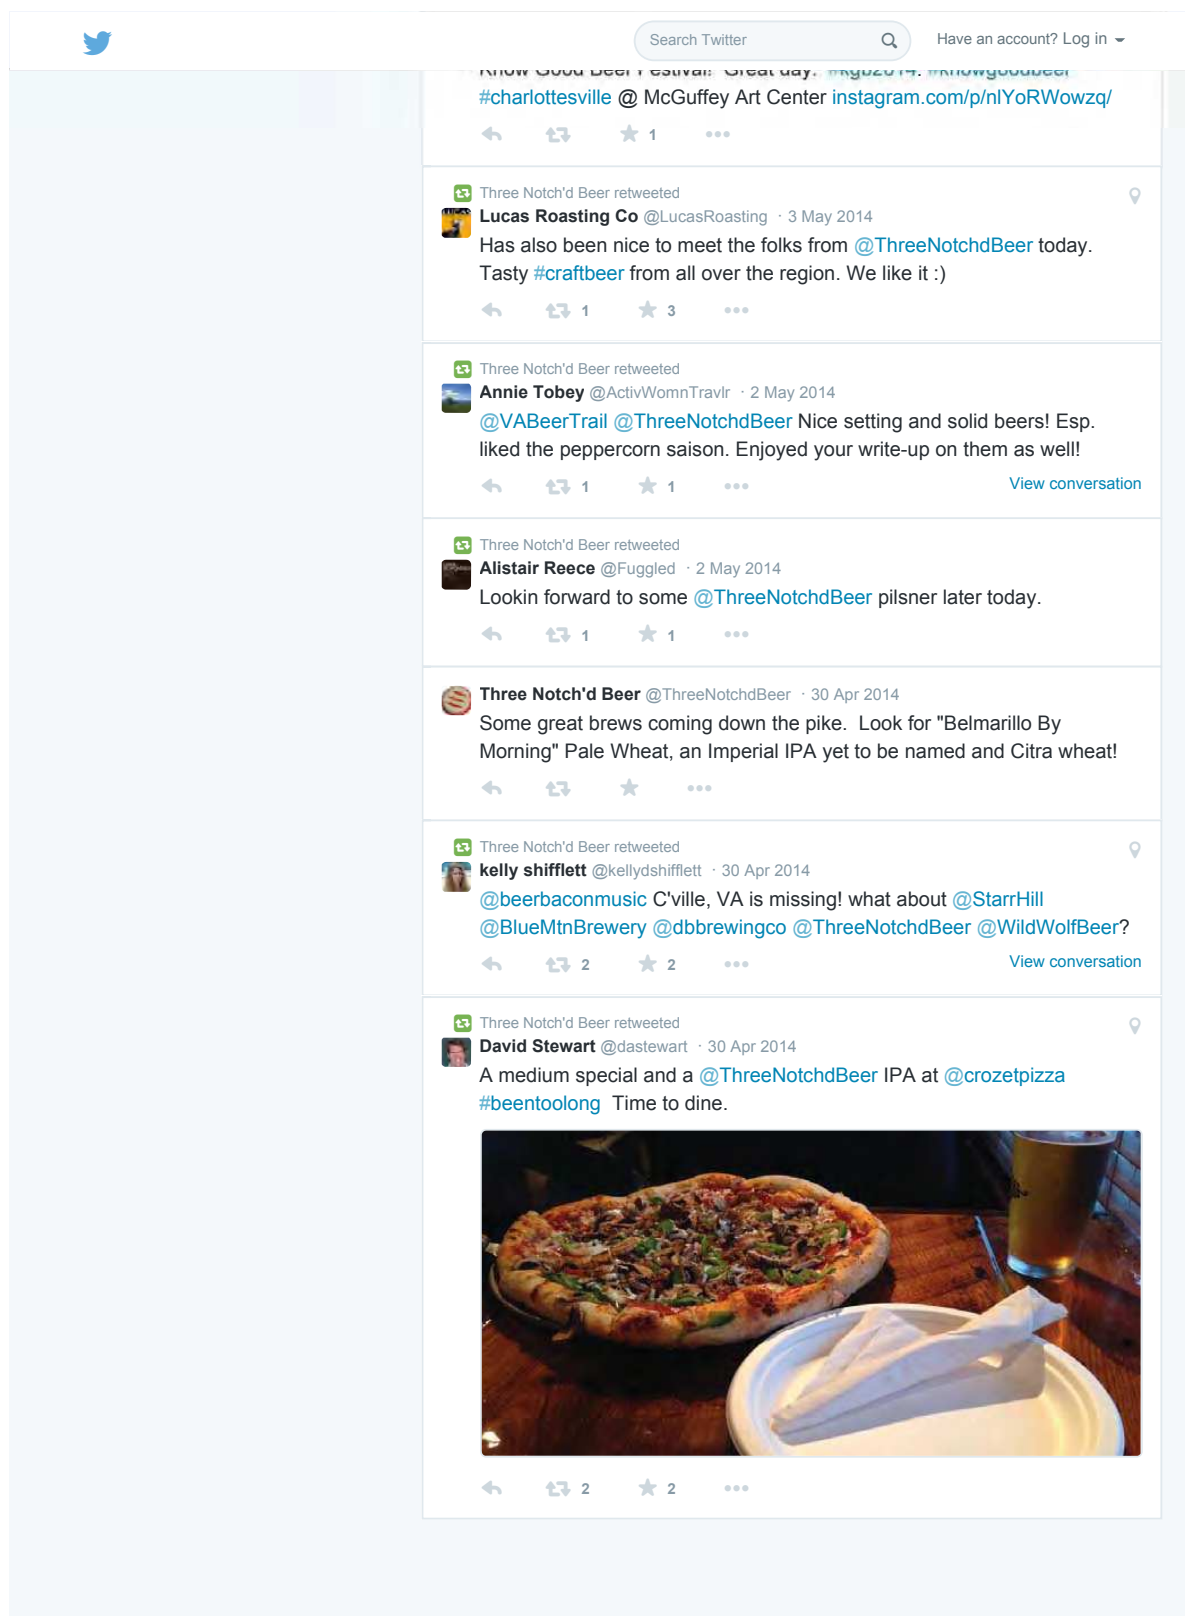 Search Twitter
Have an account? Log in
Know Good Beer Festival! Great day. #kgb2014. #knowgoodbeer
#charlottesville @ McGuffey Art Center instagram.com/p/nlYoRWowzq/
1
Three Notch'd Beer retweeted
Lucas Roasting Co @LucasRoasting · 3 May 2014
Has also been nice to meet the folks from @ThreeNotchdBeer today.
Tasty #craftbeer from all over the region. We like it :)
1 3
Three Notch'd Beer retweeted
Annie Tobey @ActivWomnTravlr · 2 May 2014
@VABeerTrail @ThreeNotchdBeer Nice setting and solid beers! Esp.
liked the peppercorn saison. Enjoyed your write-up on them as well!
1 1 View conversation
Three Notch'd Beer retweeted
Alistair Reece @Fuggled · 2 May 2014
Lookin forward to some @ThreeNotchdBeer pilsner later today.
1 1
Three Notch'd Beer @ThreeNotchdBeer · 30 Apr 2014
Some great brews coming down the pike.  Look for "Belmarillo By
Morning" Pale Wheat, an Imperial IPA yet to be named and Citra wheat!
Three Notch'd Beer retweeted
kelly shifflett @kellydshifflett · 30 Apr 2014
@beerbaconmusic C'ville, VA is missing! what about @StarrHill
@BlueMtnBrewery @dbbrewingco @ThreeNotchdBeer @WildWolfBeer?
2 2 View conversation
Three Notch'd Beer retweeted
David Stewart @dastewart · 30 Apr 2014
A medium special and a @ThreeNotchdBeer IPA at @crozetpizza
#beentoolong  Time to dine.
2 2